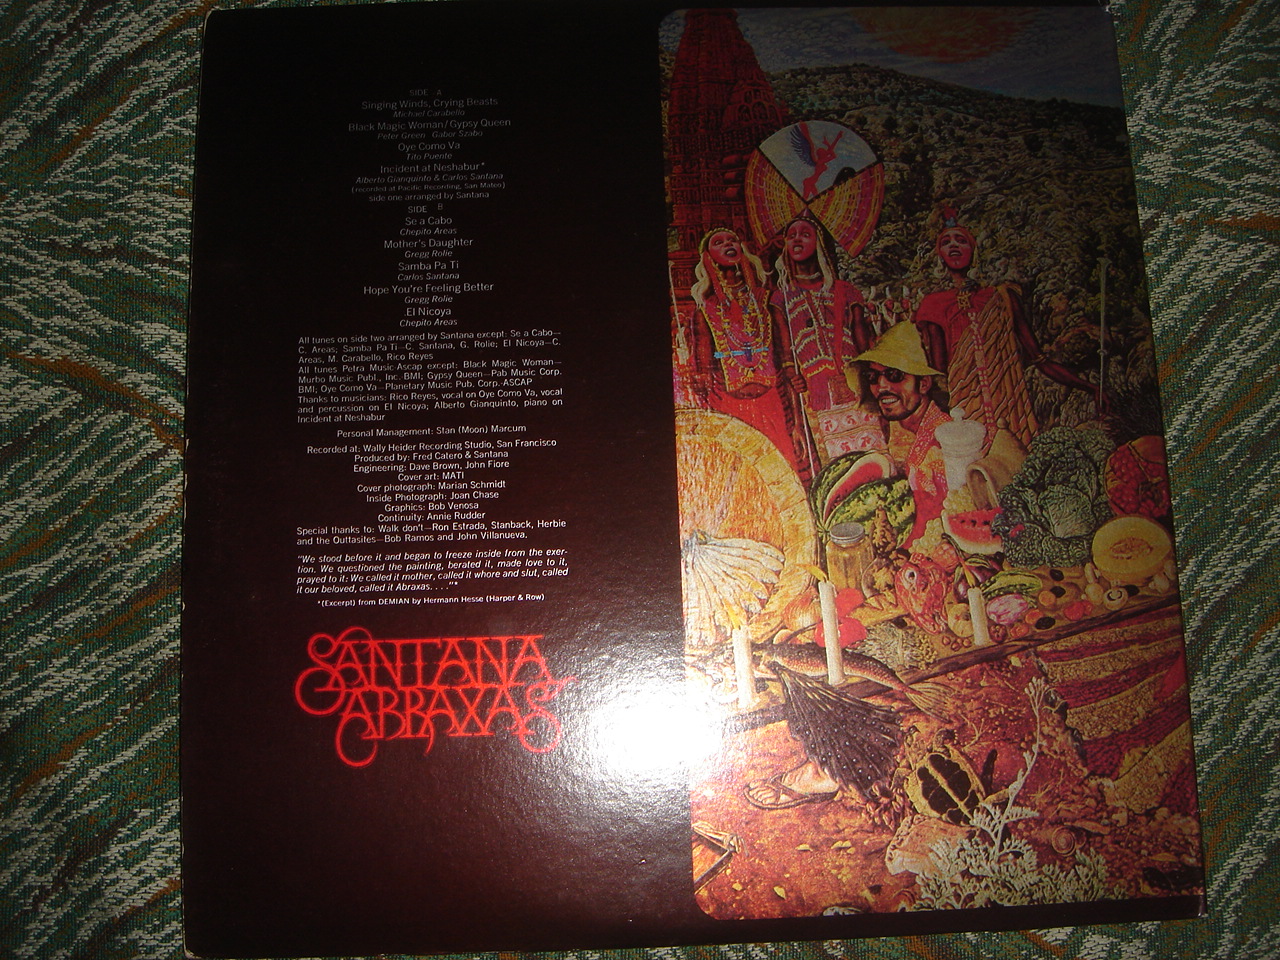 SIDE A
Singing Winds, Crying Beasts
Michael Carabello
Black Magic Woman/Gypsy Queen
Peter Green Gabor Szabo
Oye Como Va
Tito Puente
Incident at Neshabur*
Alberto Gianquinto & Carlos Santana
(recorded at Pacific Recording, San Mateo)
side one arranged by Santana
SIDE B
Se a Cabo
Chepito Areas
Mother's Daughter
Gregg Rolie
Samba Pa Ti
Carlos Santana
Hope You're Feeling Better
Gregg Rolie
El Nicoya
Chepito Areas
All tunes on side two arranged by Santana except: Se a Cabo—
C. Areas; Samba Pa Ti—C. Santana, G. Rolie; El Nicoya—C.
Areas, M. Carabello, Rico Reyes
All tunes Petra Music-Ascap except: Black Magic Woman—
Murbo Music Publ., Inc. BMI; Gypsy Queen—Pab Music Corp.
BMI; Oye Como Va—Planetary Music Pub. Corp.-ASCAP
Thanks to musicians: Rico Reyes, vocal on Oye Como Va, vocal
and percussion on El Nicoya; Alberto Gianquinto, piano on
Incident at Neshabur
Personal Management: Stan (Moon) Marcum
Recorded at: Wally Heider Recording Studio, San Francisco
Produced by: Fred Catero & Santana
Engineering: Dave Brown, John Fiore
Cover art: MATI
Cover photograph: Marian Schmidt
Inside Photograph: Joan Chase
Graphics: Bob Venosa
Continuity: Annie Rudder
Special thanks to: Walk don't—Ron Estrada, Stanback, Herbie
and the Outtasites—Bob Ramos and John Villanueva.
"We stood before it and began to freeze inside from the exer-
tion. We questioned the painting, berated it, made love to it,
prayed to it: We called it mother, called it whore and slut, called
it our beloved, called it Abraxas. . . ."*
*(Excerpt) from DEMIAN by Hermann Hesse (Harper & Row)
SANTANA
ABRAXAS